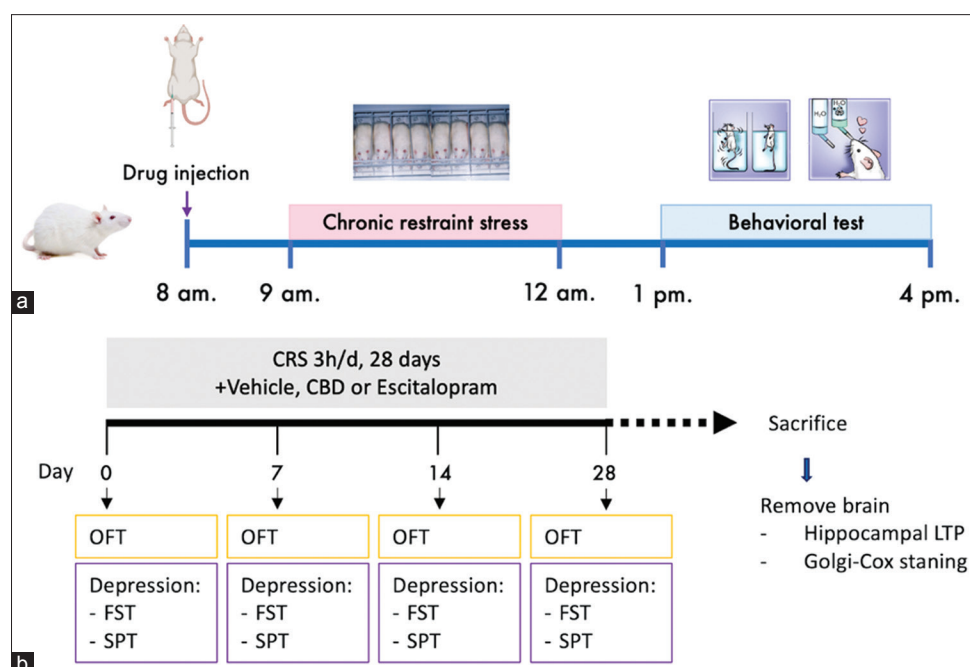 Drug injection
H₂O
H₂O
Chronic restraint stress
Behavioral test
8 am.
9 am.
12 am.
1 pm.
4 pm.
a
CRS 3h/d, 28 days
+Vehicle, CBD or Escitalopram
Sacrifice
Day
0
7
14
28
Remove brain
- Hippocampal LTP
- Golgi-Cox staning
OFT
OFT
OFT
OFT
Depression:
- FST
- SPT
Depression:
- FST
- SPT
Depression:
- FST
- SPT
Depression:
- FST
- SPT
b